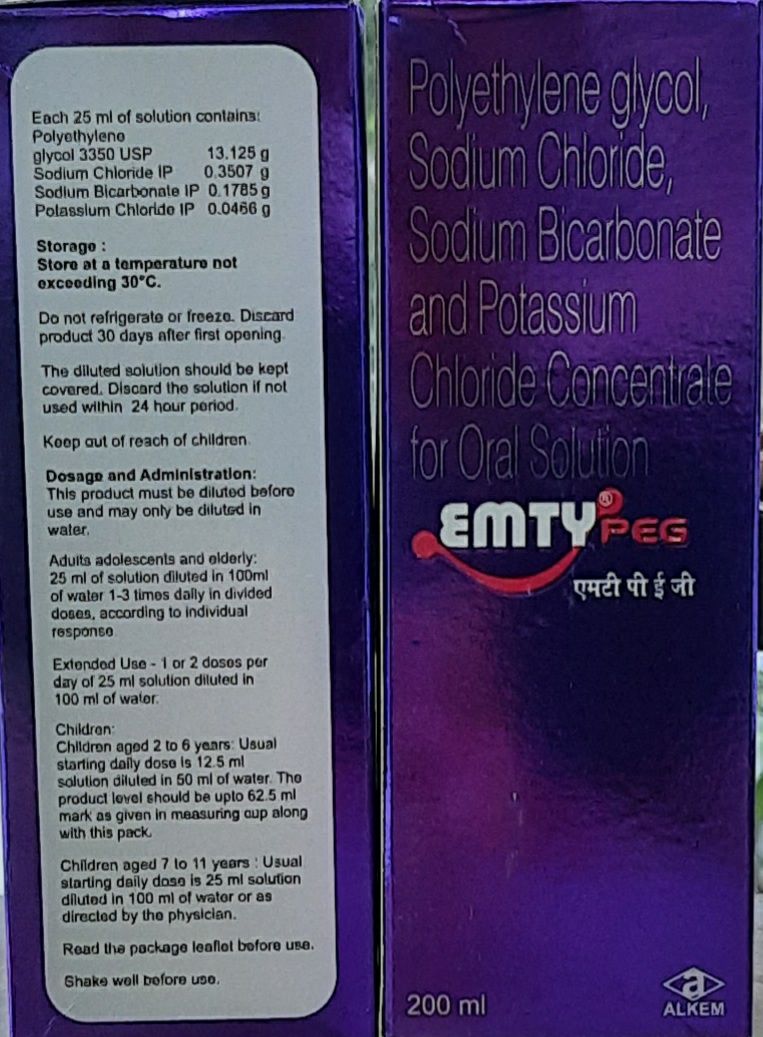 Each 25 ml of solution contains:
Polyethylene
glycol 3350 USP 13.125 g
Sodium Chloride IP 0.3507 g
Sodium Bicarbonate IP 0.1785 g
Potassium Chloride IP 0.0466 g
Storage :
Store at a temperature not
exceeding 30°C.
Do not refrigerate or freeze. Discard
product 30 days after first opening.
The diluted solution should be kept
covered. Discard the solution if not
used within 24 hour period.
Keep out of reach of children.
Dosage and Administration:
This product must be diluted before
use and may only be diluted in
water.
Adults adolescents and elderly:
25 ml of solution diluted in 100ml
of water 1-3 times daily in divided
doses, according to individual
response
Extended Use - 1 or 2 doses per
day of 25 ml solution diluted in
100 ml of water.
Children:
Children aged 2 to 6 years: Usual
starting daily dose is 12.5 ml
solution diluted in 50 ml of water. The
product level should be upto 62.5 ml
mark as given in measuring cup along
with this pack.
Children aged 7 to 11 years : Usual
starting daily dose is 25 ml solution
diluted in 100 ml of water or as
directed by the physician.
Read the package leaflet before use.
Shake well before use.
Polyethylene glycol,
Sodium Chloride,
Sodium Bicarbonate
and Potassium
Chloride Concentrate
for Oral Solution
EMTY® PEG
एमटी पी ई जी
200 ml
a
ALKEM